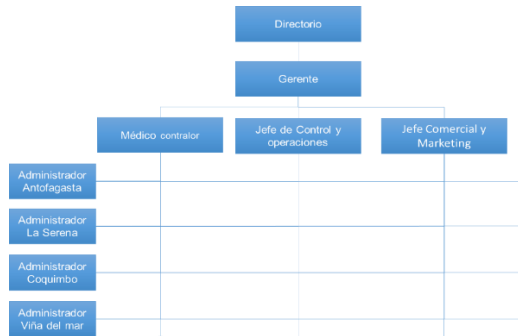 Directorio
Gerente
Médico contralor
Jefe de Control y
operaciones
Jefe Comercial y
Marketing
Administrador
Antofagasta
Administrador
La Serena
Administrador
Coquimbo
Administrador
Viña del mar